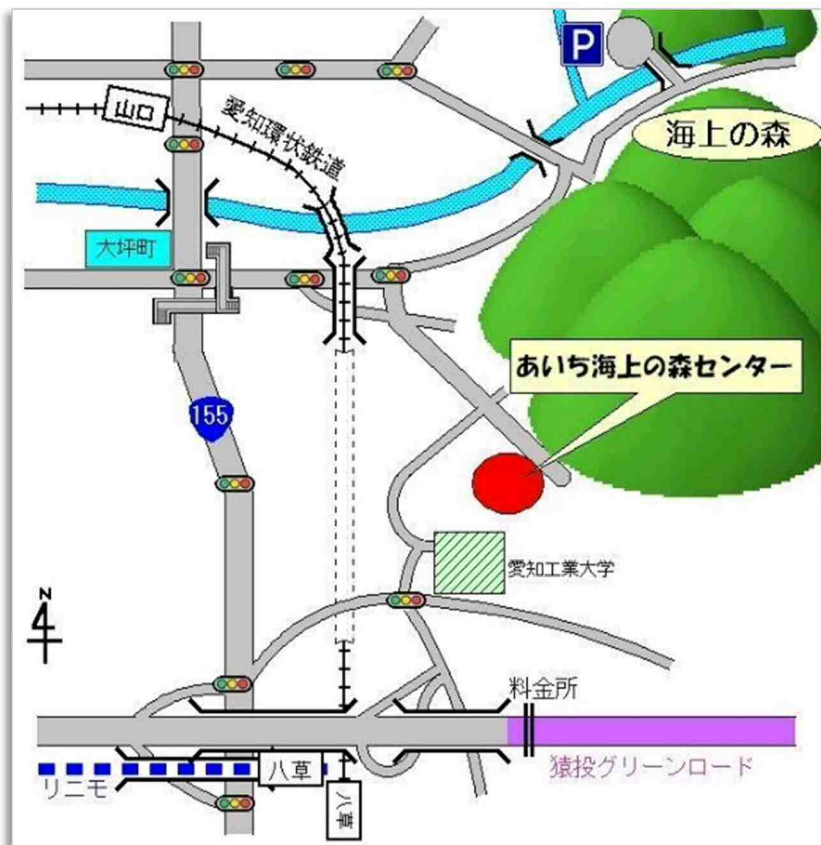 P
海上の森
山口
愛知環状鉄道
大坪町
あいち海上の森センター
155
愛知工業大学
N
料金所
猿投グリーンロード
リニモ
八草
八草